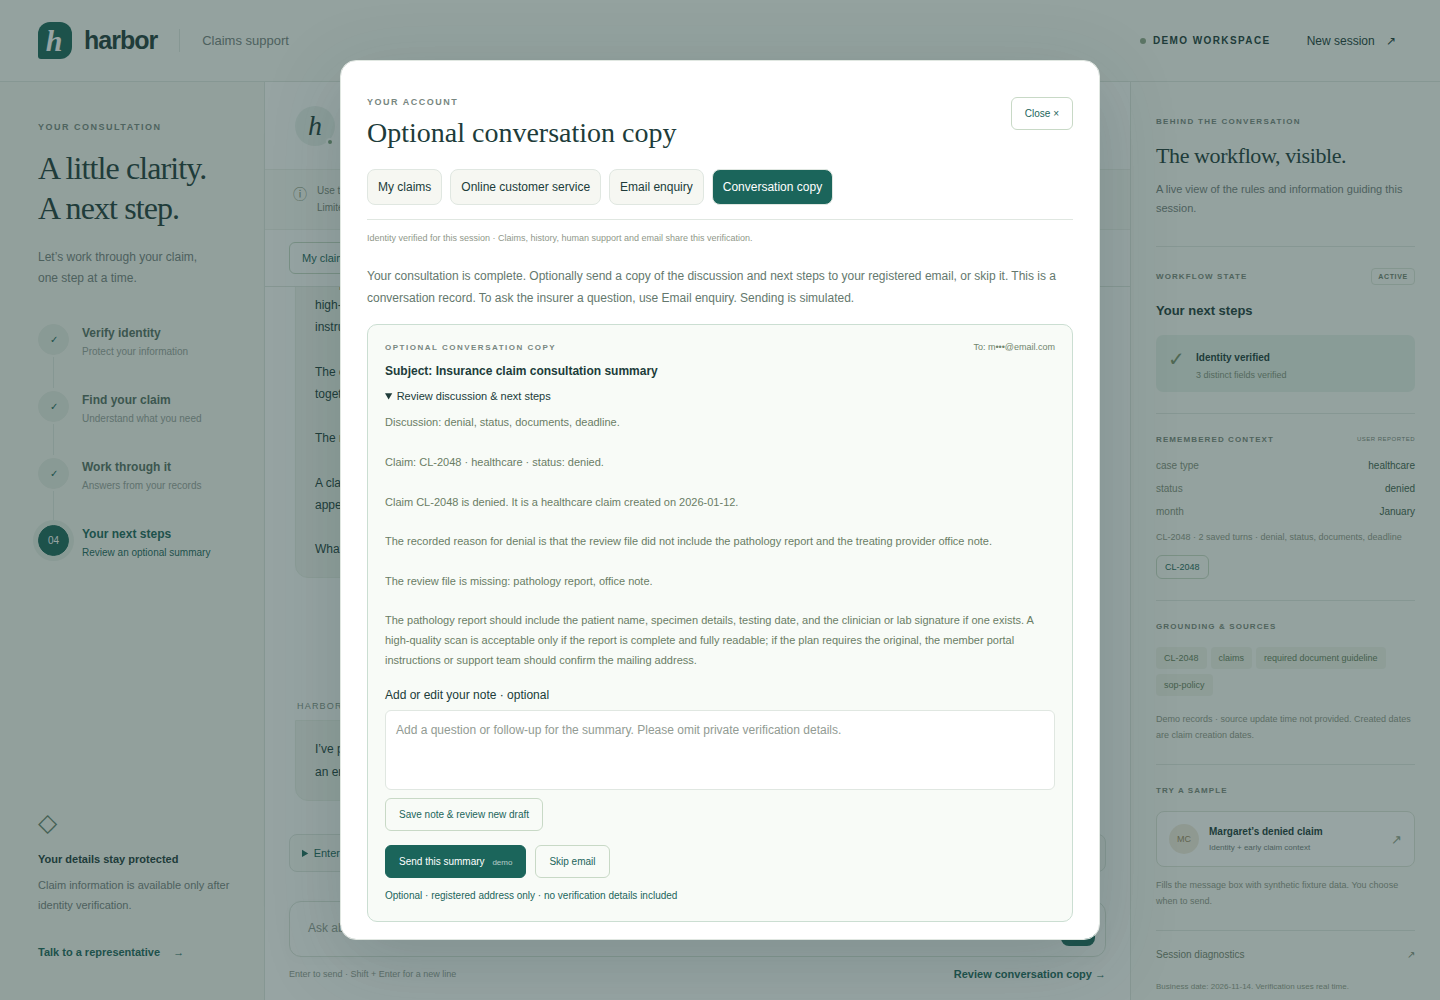 h harbor Claims support
DEMO WORKSPACE New session ↗
YOUR CONSULTATION
A little clarity.
A next step.
Let's work through your claim,
one step at a time.
✓ Verify identity
Protect your information
✓ Find your claim
Understand what you need
✓ Work through it
Answers from your records
04 Your next steps
Review an optional summary
Your details stay protected
Claim information is available only after
identity verification.
Talk to a representative →
h
ⓘ Use
Limite
My clai
high-
instru
The
toget
The
A cla
appe
Wha
HARBOR
I've p
an e
▶ Enter
Ask a
Enter to send · Shift + Enter for a new line
Review conversation copy →
YOUR ACCOUNT
Optional conversation copy
Close ×
My claims
Online customer service
Email enquiry
Conversation copy
Identity verified for this session · Claims, history, human support and email share this verification.
Your consultation is complete. Optionally send a copy of the discussion and next steps to your registered email, or skip it. This is a
conversation record. To ask the insurer a question, use Email enquiry. Sending is simulated.
OPTIONAL CONVERSATION COPY
To: m•••@email.com
Subject: Insurance claim consultation summary
▼ Review discussion & next steps
Discussion: denial, status, documents, deadline.
Claim: CL-2048 · healthcare · status: denied.
Claim CL-2048 is denied. It is a healthcare claim created on 2026-01-12.
The recorded reason for denial is that the review file did not include the pathology report and the treating provider office note.
The review file is missing: pathology report, office note.
The pathology report should include the patient name, specimen details, testing date, and the clinician or lab signature if one exists. A
high-quality scan is acceptable only if the report is complete and fully readable; if the plan requires the original, the member portal
instructions or support team should confirm the mailing address.
Add or edit your note · optional
Add a question or follow-up for the summary. Please omit private verification details.
Save note & review new draft
Send this summary demo
Skip email
Optional · registered address only · no verification details included
BEHIND THE CONVERSATION
The workflow, visible.
A live view of the rules and information guiding this
session.
WORKFLOW STATE ACTIVE
Your next steps
✓ Identity verified
3 distinct fields verified
REMEMBERED CONTEXT USER REPORTED
case type healthcare
status denied
month January
CL-2048 · 2 saved turns · denial, status, documents, deadline
CL-2048
GROUNDING & SOURCES
CL-2048 claims required document guideline
sop-policy
Demo records · source update time not provided. Created dates
are claim creation dates.
TRY A SAMPLE
MC Margaret's denied claim ↗
Identity + early claim context
Fills the message box with synthetic fixture data. You choose
when to send.
Session diagnostics ↗
Business date: 2026-11-14. Verification uses real time.